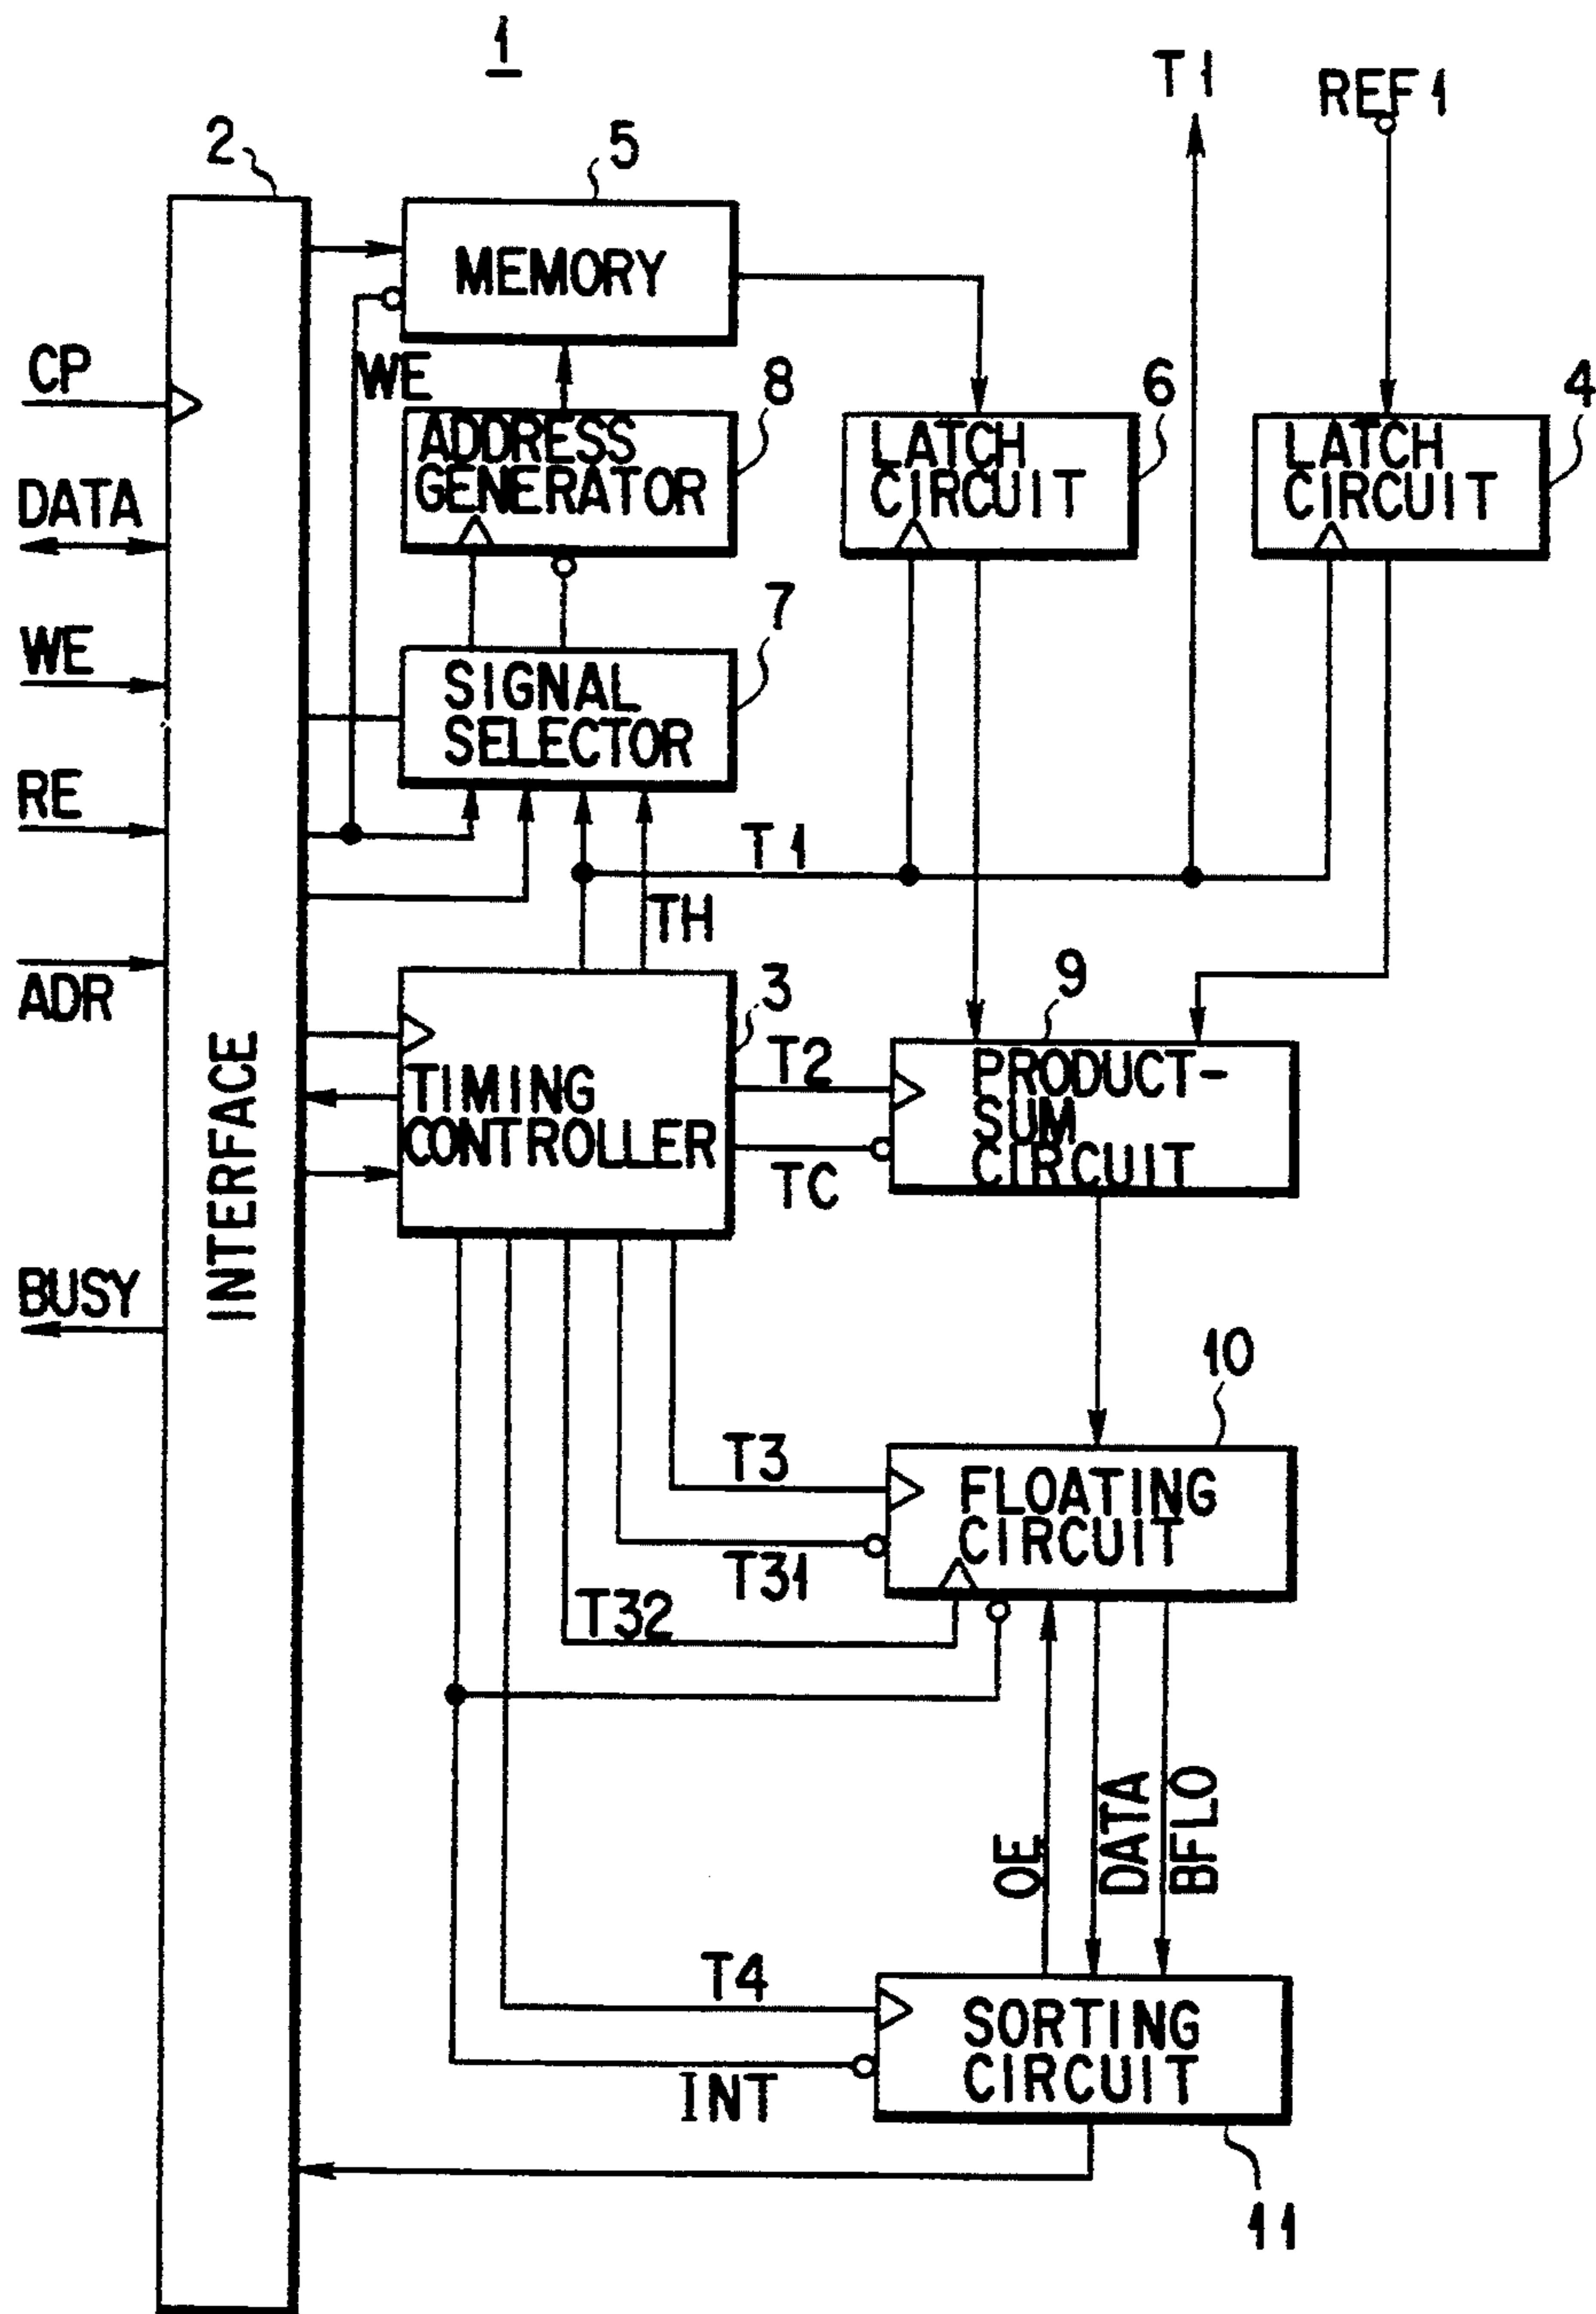 1
T1
REF1
2
5
MEMORY
CP
WE
8
6
4
ADDRESS
GENERATOR
LATCH
CIRCUIT
LATCH
CIRCUIT
DATA
7
WE
SIGNAL
SELECTOR
RE
T1
TH
ADR
3
9
INTERFACE
TIMING
CONTROLLER
T2
TC
PRODUCT-
SUM
CIRCUIT
BUSY
10
T3
FLOATING
CIRCUIT
T31
T32
OE
DATA
BFLO
T4
SORTING
CIRCUIT
INT
11